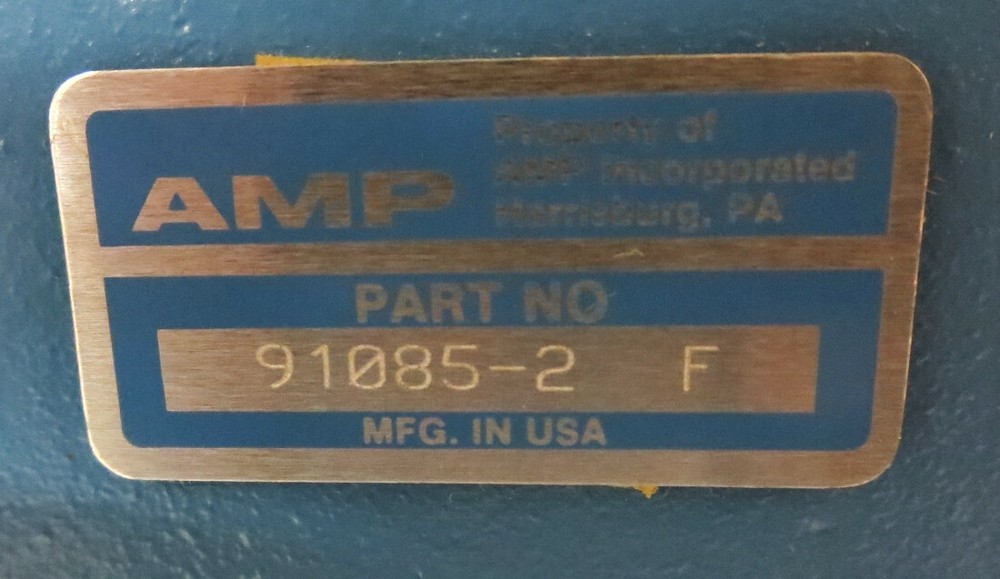 AMP
Property of
AMP Incorporated
Harrisburg, PA
PART NO
91085-2 F
MFG. IN USA